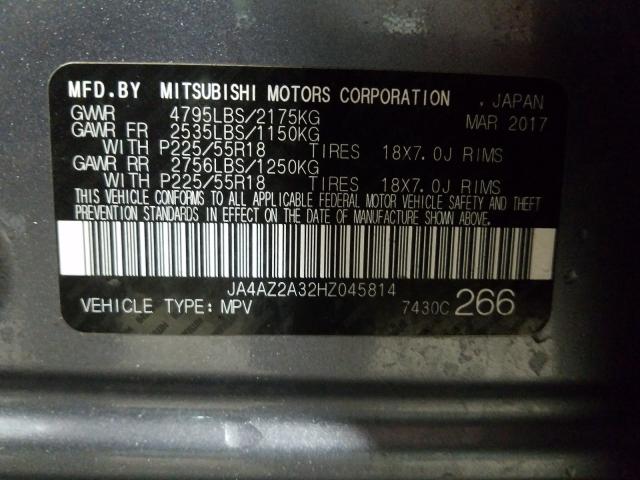 MFD.BY MITSUBISHI MOTORS CORPORATION , JAPAN
GVWR 4795LBS/2175KG MAR 2017
GAWR FR 2535LBS/1150KG
WITH P225/55R18 TIRES 18X7.0J RIMS
GAWR RR 2756LBS/1250KG
WITH P225/55R18 TIRES 18X7.0J RIMS
THIS VEHICLE CONFORMS TO ALL APPLICABLE FEDERAL MOTOR VEHICLE SAFETY AND THEFT
PREVENTION STANDARDS IN EFFECT ON THE DATE OF MANUFACTURE SHOWN ABOVE.
JA4AZ2A32HZ045814
VEHICLE TYPE: MPV 7430C 266